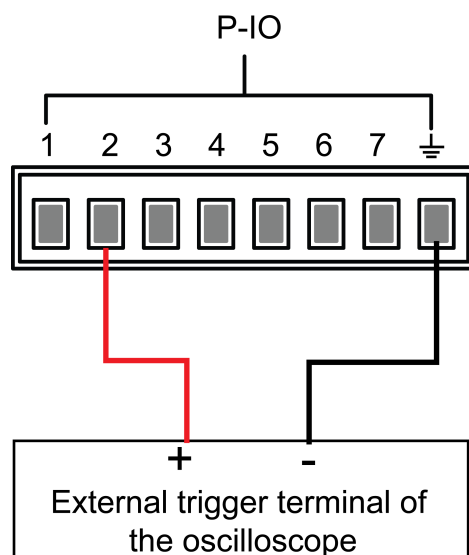 P-IO
1 2 3 4 5 6 7
+ -
External trigger terminal of
the oscilloscope